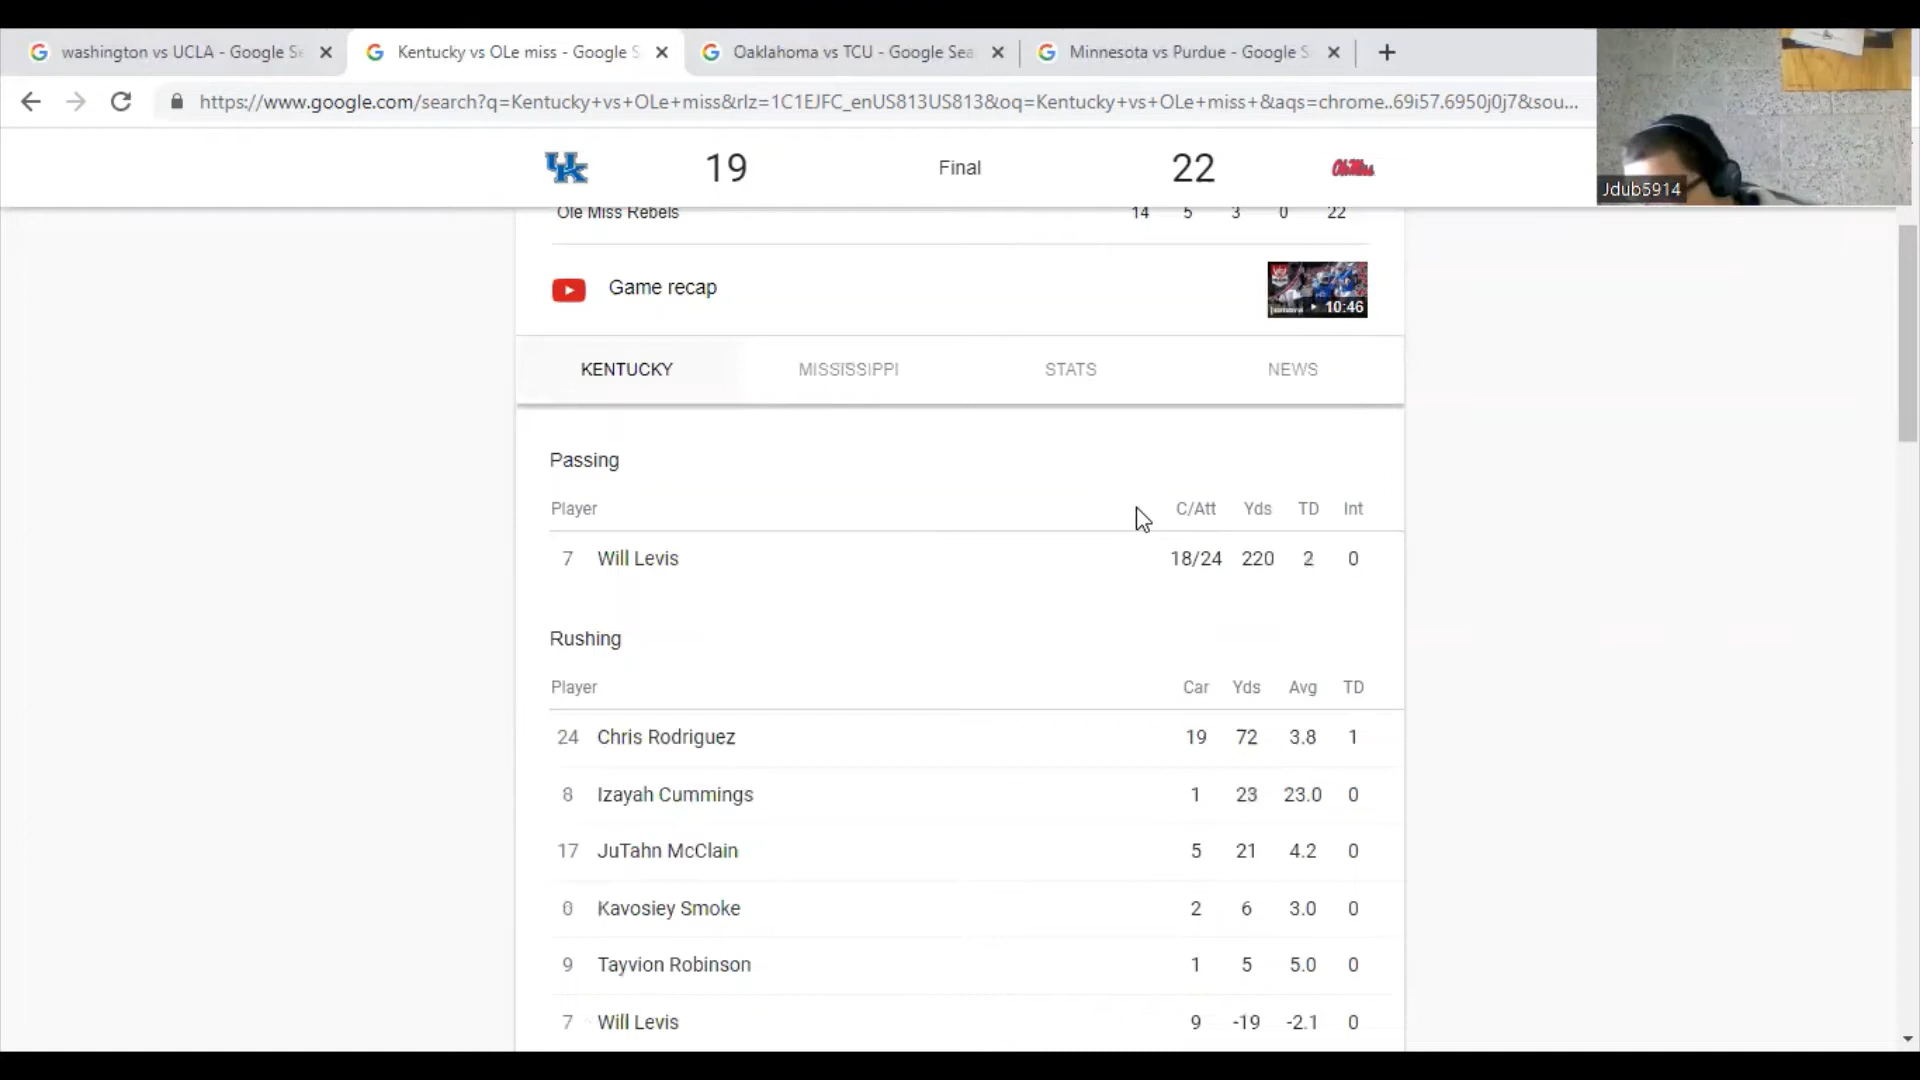 washington vs UCLA - Google Se
Kentucky vs OLe miss - Google S
Oaklahoma vs TCU - Google Sea
Minnesota vs Purdue - Google S
https://www.google.com/search?q=Kentucky+vs+OLe+miss&rlz=1C1EJFC_enUS813US813&oq=Kentucky+vs+OLe+miss+&aqs=chrome..69i57.6950j0j7&sou...
UK 19 Final 22 Ole Miss
Jdub5914
Ole Miss Rebels 14 5 3 0 22
Game recap
10:46
KENTUCKY MISSISSIPPI STATS NEWS
Passing
Player C/Att Yds TD Int
7 Will Levis 18/24 220 2 0
Rushing
Player Car Yds Avg TD
24 Chris Rodriguez 19 72 3.8 1
8 Izayah Cummings 1 23 23.0 0
17 JuTahn McClain 5 21 4.2 0
0 Kavosiey Smoke 2 6 3.0 0
9 Tayvion Robinson 1 5 5.0 0
7 Will Levis 9 -19 -2.1 0